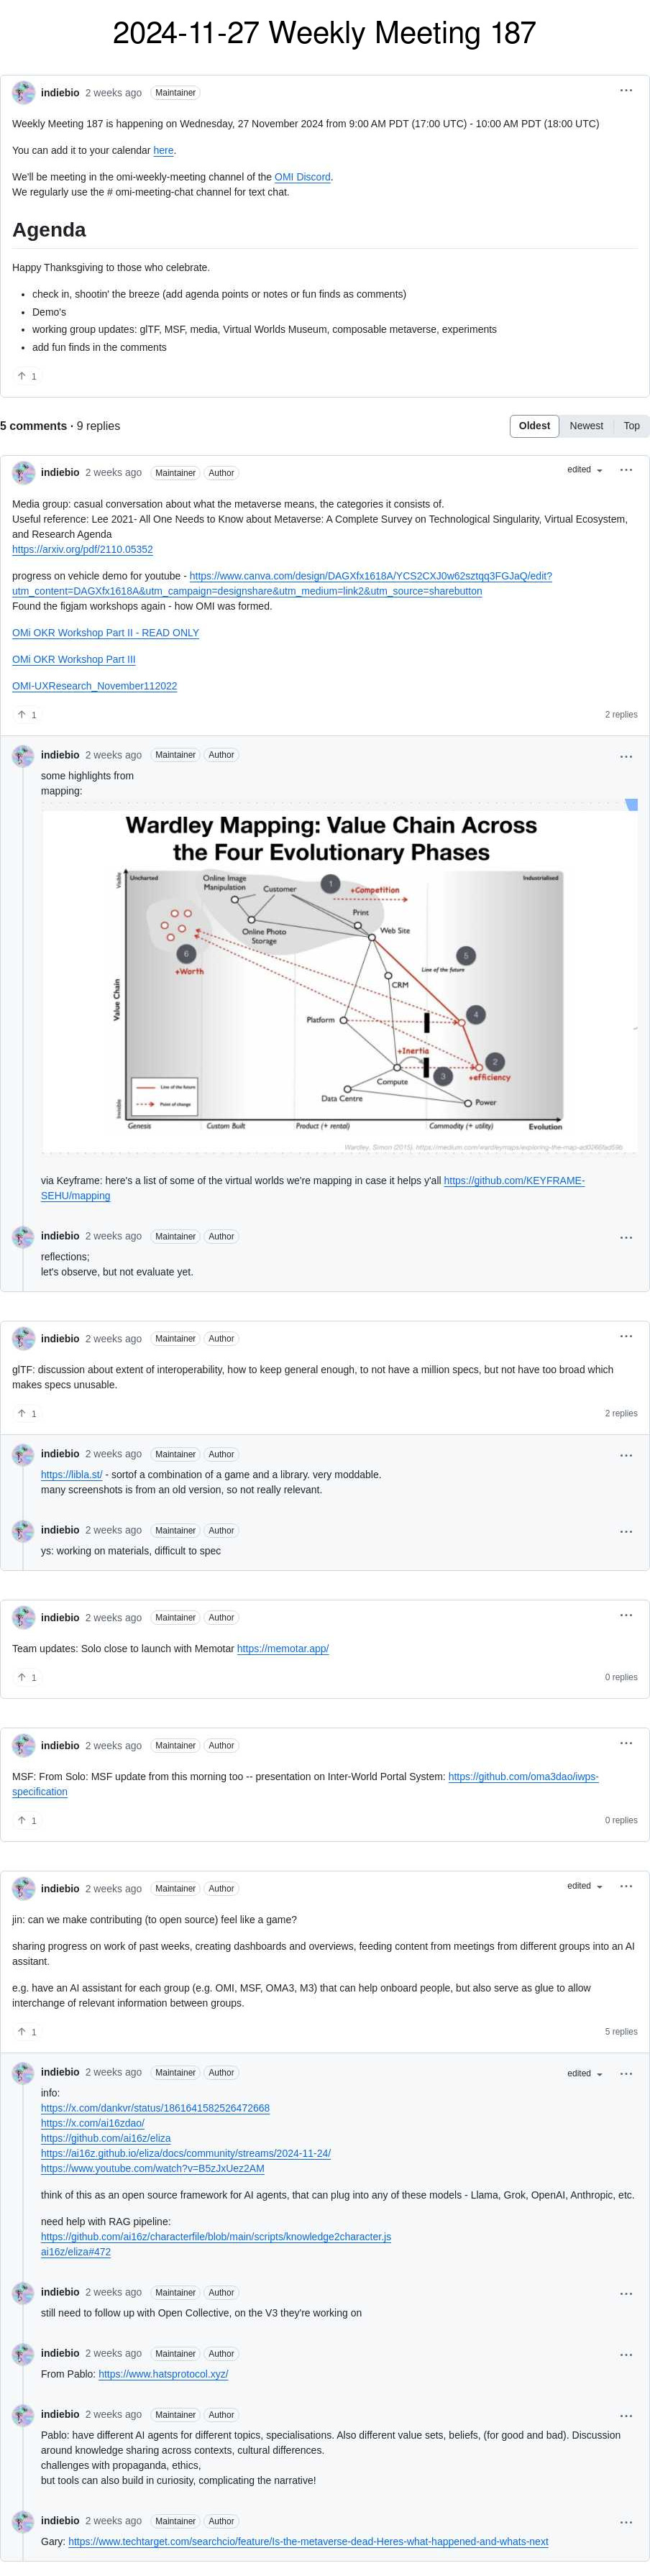 2024-11-27 Weekly Meeting 187
indiebio 2 weeks ago Maintainer
Weekly Meeting 187 is happening on Wednesday, 27 November 2024 from 9:00 AM PDT (17:00 UTC) - 10:00 AM PDT (18:00 UTC)
You can add it to your calendar here.
We'll be meeting in the omi-weekly-meeting channel of the OMI Discord.
We regularly use the # omi-meeting-chat channel for text chat.
Agenda
Happy Thanksgiving to those who celebrate.
• check in, shootin' the breeze (add agenda points or notes or fun finds as comments)
• Demo's
• working group updates: glTF, MSF, media, Virtual Worlds Museum, composable metaverse, experiments
• add fun finds in the comments
↑ 1
5 comments · 9 replies
Oldest Newest Top
indiebio 2 weeks ago Maintainer Author edited
Media group: casual conversation about what the metaverse means, the categories it consists of.
Useful reference: Lee 2021- All One Needs to Know about Metaverse: A Complete Survey on Technological Singularity, Virtual Ecosystem,
and Research Agenda
https://arxiv.org/pdf/2110.05352
progress on vehicle demo for youtube - https://www.canva.com/design/DAGXfx1618A/YCS2CXJ0w62sztqq3FGJaQ/edit?
utm_content=DAGXfx1618A&utm_campaign=designshare&utm_medium=link2&utm_source=sharebutton
Found the figjam workshops again - how OMI was formed.
OMi OKR Workshop Part II - READ ONLY
OMi OKR Workshop Part III
OMI-UXResearch_November112022
↑ 1 2 replies
indiebio 2 weeks ago Maintainer Author
some highlights from
mapping:
Wardley Mapping: Value Chain Across
the Four Evolutionary Phases
Visible
Uncharted
Online Image
Manipulation
Customer
1
+Competition
Industrialised
Print
Online Photo
Storage
Web Site
6
+Worth
5
Line of the future
CRM
Value Chain
Platform
4
+Inertia
2
3
+efficiency
Compute
Line of the future
Point of change
Data Centre
Power
Invisible
Genesis
Custom Built
Product (+ rental)
Commodity (+ utility)
Evolution
via Keyframe: here's a list of some of the virtual worlds we're mapping in case it helps y'all https://github.com/KEYFRAME-
SEHU/mapping
indiebio 2 weeks ago Maintainer Author
reflections;
let's observe, but not evaluate yet.
indiebio 2 weeks ago Maintainer Author
glTF: discussion about extent of interoperability, how to keep general enough, to not have a million specs, but not have too broad which
makes specs unusable.
↑ 1 2 replies
indiebio 2 weeks ago Maintainer Author
https://libla.st/ - sortof a combination of a game and a library. very moddable.
many screenshots is from an old version, so not really relevant.
indiebio 2 weeks ago Maintainer Author
ys: working on materials, difficult to spec
indiebio 2 weeks ago Maintainer Author
Team updates: Solo close to launch with Memotar https://memotar.app/
↑ 1 0 replies
indiebio 2 weeks ago Maintainer Author
MSF: From Solo: MSF update from this morning too -- presentation on Inter-World Portal System: https://github.com/oma3dao/iwps-
specification
↑ 1 0 replies
indiebio 2 weeks ago Maintainer Author edited
jin: can we make contributing (to open source) feel like a game?
sharing progress on work of past weeks, creating dashboards and overviews, feeding content from meetings from different groups into an AI
assitant.
e.g. have an AI assistant for each group (e.g. OMI, MSF, OMA3, M3) that can help onboard people, but also serve as glue to allow
interchange of relevant information between groups.
↑ 1 5 replies
indiebio 2 weeks ago Maintainer Author edited
info:
https://x.com/dankvr/status/1861641582526472668
https://x.com/ai16zdao/
https://github.com/ai16z/eliza
https://ai16z.github.io/eliza/docs/community/streams/2024-11-24/
https://www.youtube.com/watch?v=B5zJxUez2AM
think of this as an open source framework for AI agents, that can plug into any of these models - Llama, Grok, OpenAI, Anthropic, etc.
need help with RAG pipeline:
https://github.com/ai16z/characterfile/blob/main/scripts/knowledge2character.js
ai16z/eliza#472
indiebio 2 weeks ago Maintainer Author
still need to follow up with Open Collective, on the V3 they're working on
indiebio 2 weeks ago Maintainer Author
From Pablo: https://www.hatsprotocol.xyz/
indiebio 2 weeks ago Maintainer Author
Pablo: have different AI agents for different topics, specialisations. Also different value sets, beliefs, (for good and bad). Discussion
around knowledge sharing across contexts, cultural differences.
challenges with propaganda, ethics,
but tools can also build in curiosity, complicating the narrative!
indiebio 2 weeks ago Maintainer Author
Gary: https://www.techtarget.com/searchcio/feature/Is-the-metaverse-dead-Heres-what-happened-and-whats-next